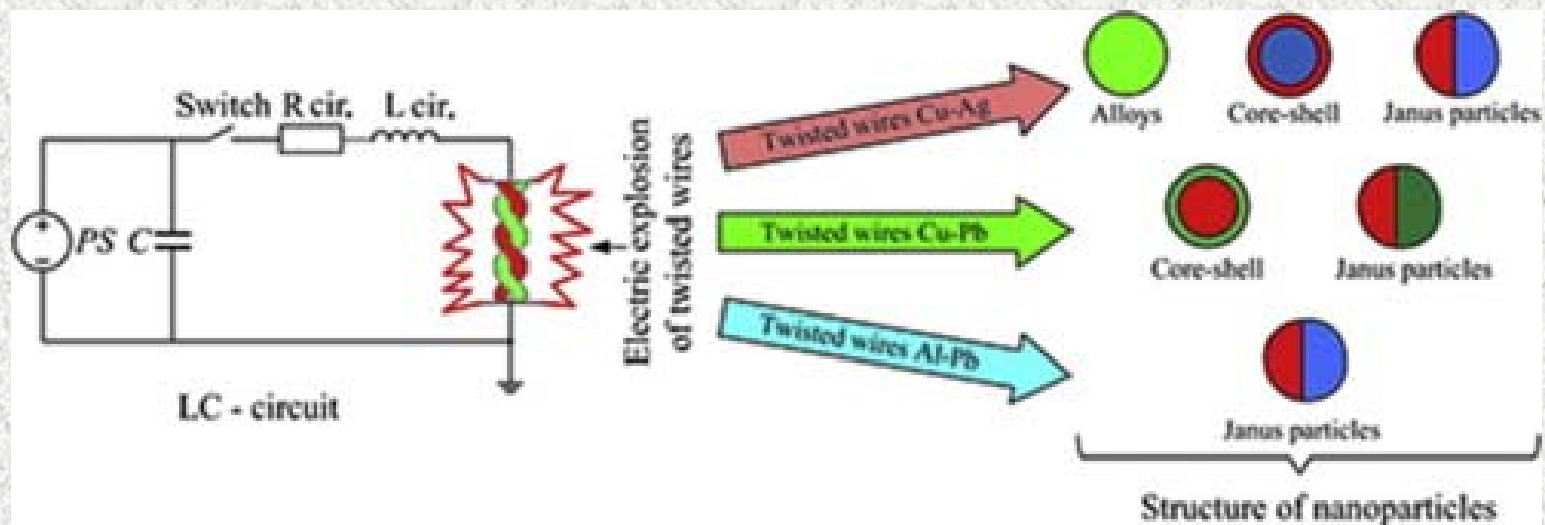 Switch R cir. L cir.
PS C
+
-
LC - circuit
Electric explosion
of twisted wires
Twisted wires Cu-Ag
Twisted wires Cu-Pb
Twisted wires Al-Pb
Alloys
Core-shell
Janus particles
Core-shell
Janus particles
Janus particles
Structure of nanoparticles